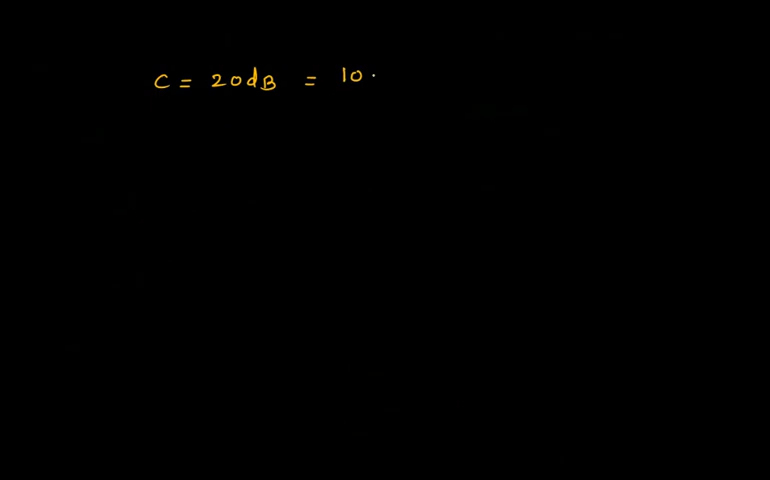 C = 20dB = 10.